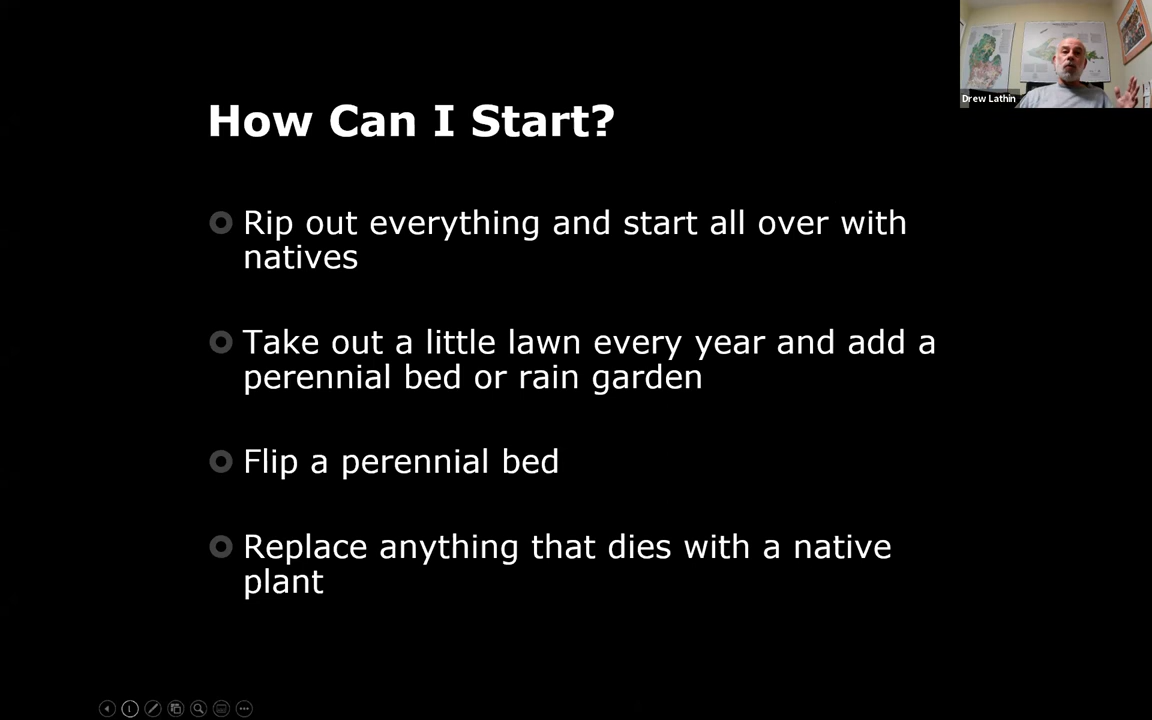 How Can I Start?
Drew Lathin
Rip out everything and start all over with
natives
Take out a little lawn every year and add a
perennial bed or rain garden
Flip a perennial bed
Replace anything that dies with a native
plant